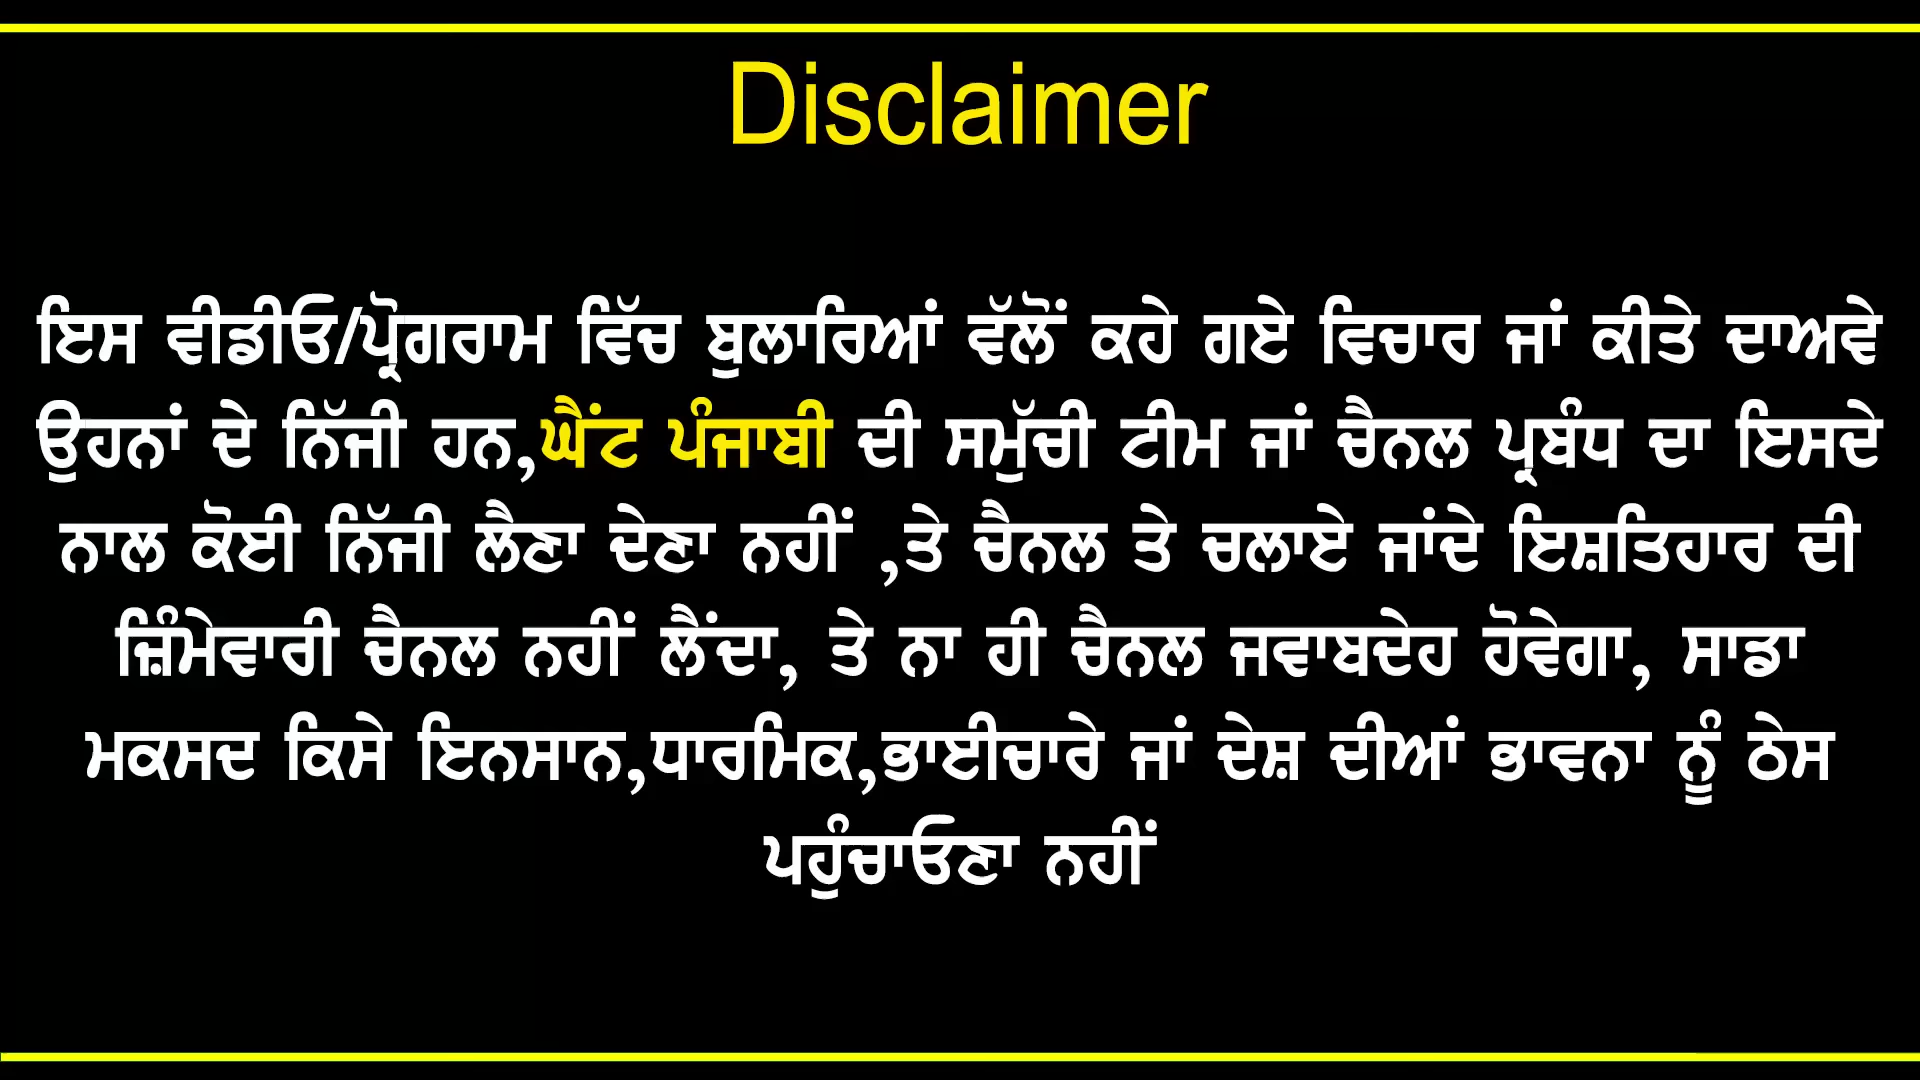 Disclaimer
ਇਸ ਵੀਡੀਓ/ਪ੍ਰੋਗਰਾਮ ਵਿੱਚ ਬੁਲਾਰਿਆਂ ਵੱਲੋਂ ਕਹੇ ਗਏ ਵਿਚਾਰ ਜਾਂ ਕੀਤੇ ਦਾਅਵੇ
ਉਹਨਾਂ ਦੇ ਨਿੱਜੀ ਹਨ,ਘੈਂਟ ਪੰਜਾਬੀ ਦੀ ਸਮੁੱਚੀ ਟੀਮ ਜਾਂ ਚੈਨਲ ਪ੍ਰਬੰਧ ਦਾ ਇਸਦੇ
ਨਾਲ ਕੋਈ ਨਿੱਜੀ ਲੈਣਾ ਦੇਣਾ ਨਹੀਂ ,ਤੇ ਚੈਨਲ ਤੇ ਚਲਾਏ ਜਾਂਦੇ ਇਸ਼ਤਿਹਾਰ ਦੀ
ਜ਼ਿੰਮੇਵਾਰੀ ਚੈਨਲ ਨਹੀਂ ਲੈਂਦਾ, ਤੇ ਨਾ ਹੀ ਚੈਨਲ ਜਵਾਬਦੇਹ ਹੋਵੇਗਾ, ਸਾਡਾ
ਮਕਸਦ ਕਿਸੇ ਇਨਸਾਨ,ਧਾਰਮਿਕ,ਭਾਈਚਾਰੇ ਜਾਂ ਦੇਸ਼ ਦੀਆਂ ਭਾਵਨਾ ਨੂੰ ਠੇਸ
ਪਹੁੰਚਾਓਣਾ ਨਹੀਂ